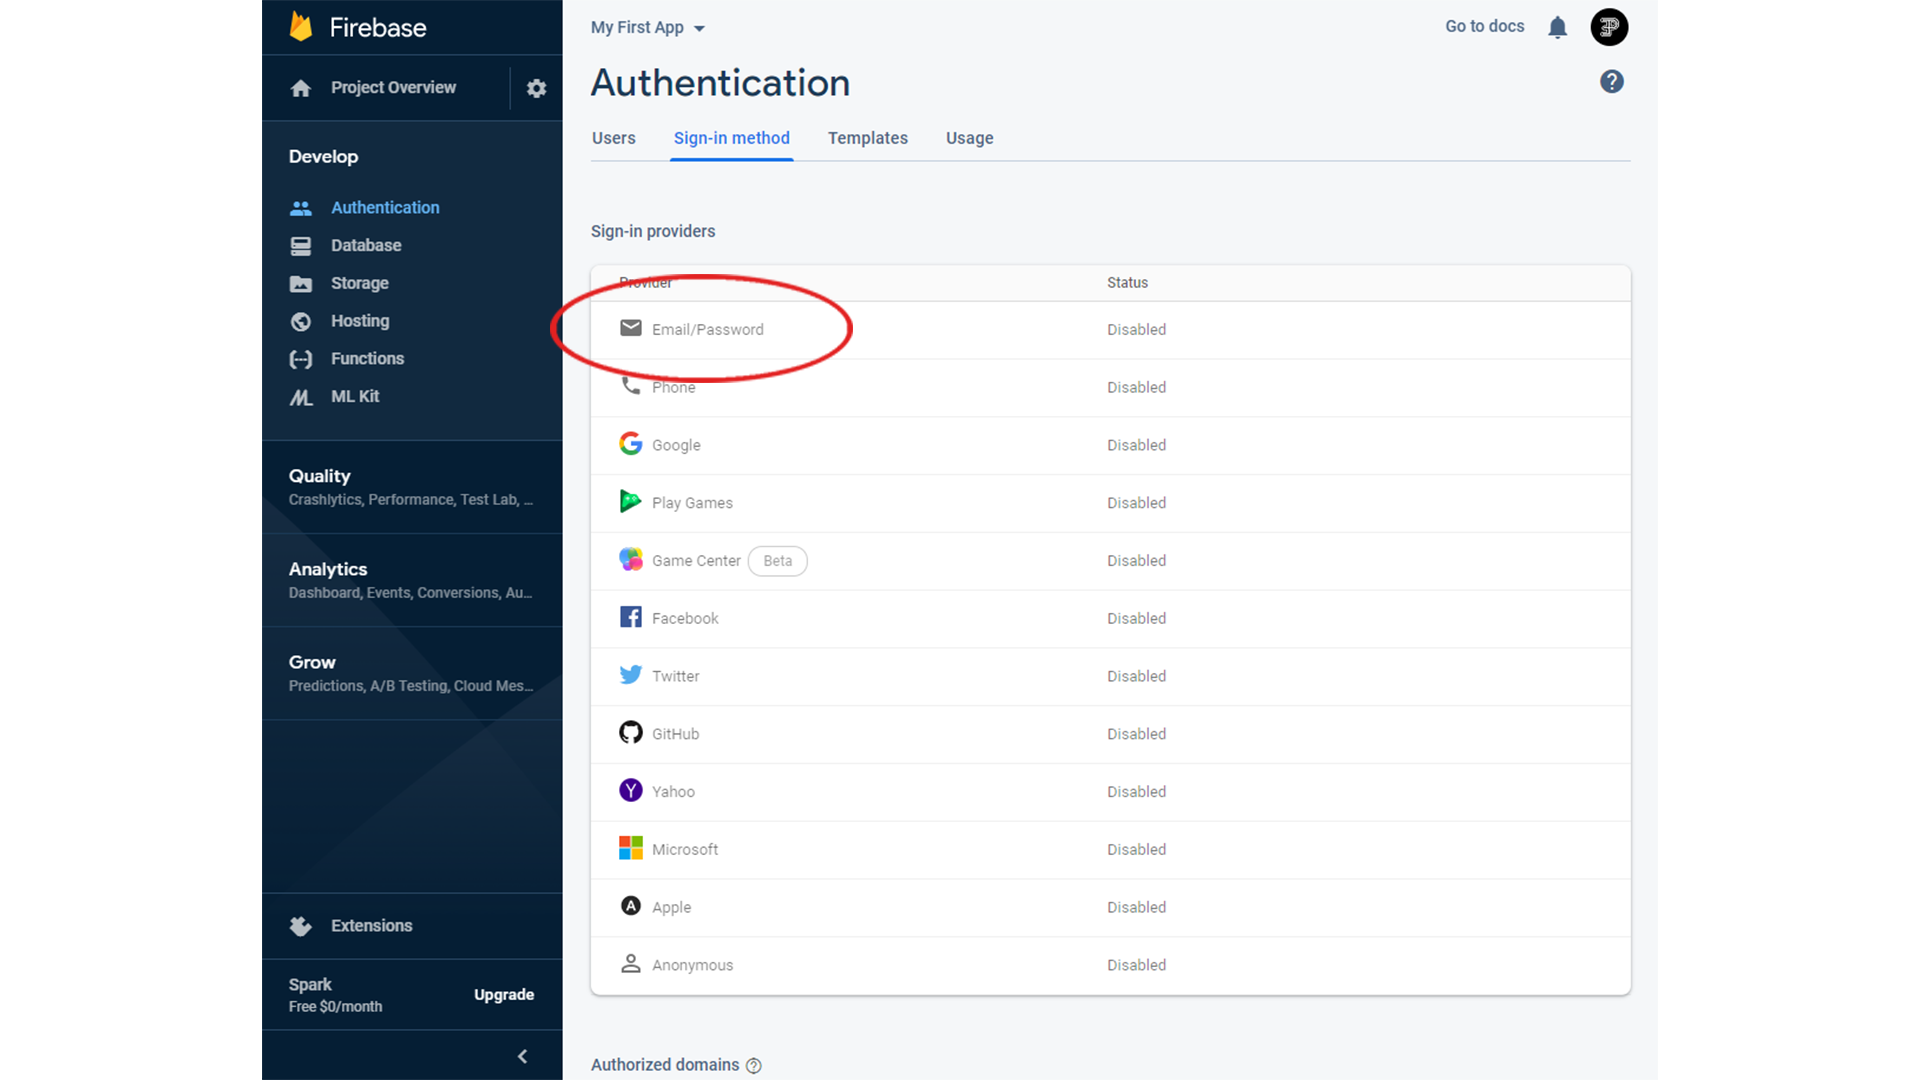 Firebase
Project Overview
Develop
Authentication
Database
Storage
Hosting
Functions
ML Kit
Quality
Crashlytics, Performance, Test Lab, ...
Analytics
Dashboard, Events, Conversions, Au...
Grow
Predictions, A/B Testing, Cloud Mes...
Extensions
Spark
Free $0/month
Upgrade
My First App
Go to docs
Authentication
Users Sign-in method Templates Usage
Sign-in providers
Provider Status
Email/Password Disabled
Phone Disabled
Google Disabled
Play Games Disabled
Game Center Beta Disabled
Facebook Disabled
Twitter Disabled
GitHub Disabled
Yahoo Disabled
Microsoft Disabled
Apple Disabled
Anonymous Disabled
Authorized domains